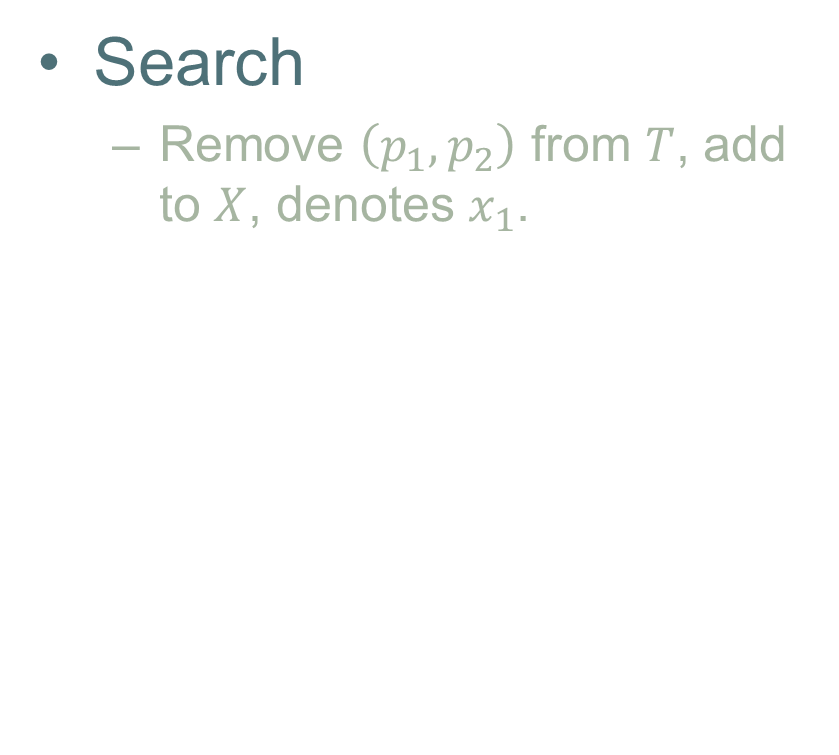 • Search
– Remove (𝑝₁, 𝑝₂) from 𝑇, add
to 𝑋, denotes 𝑥₁.